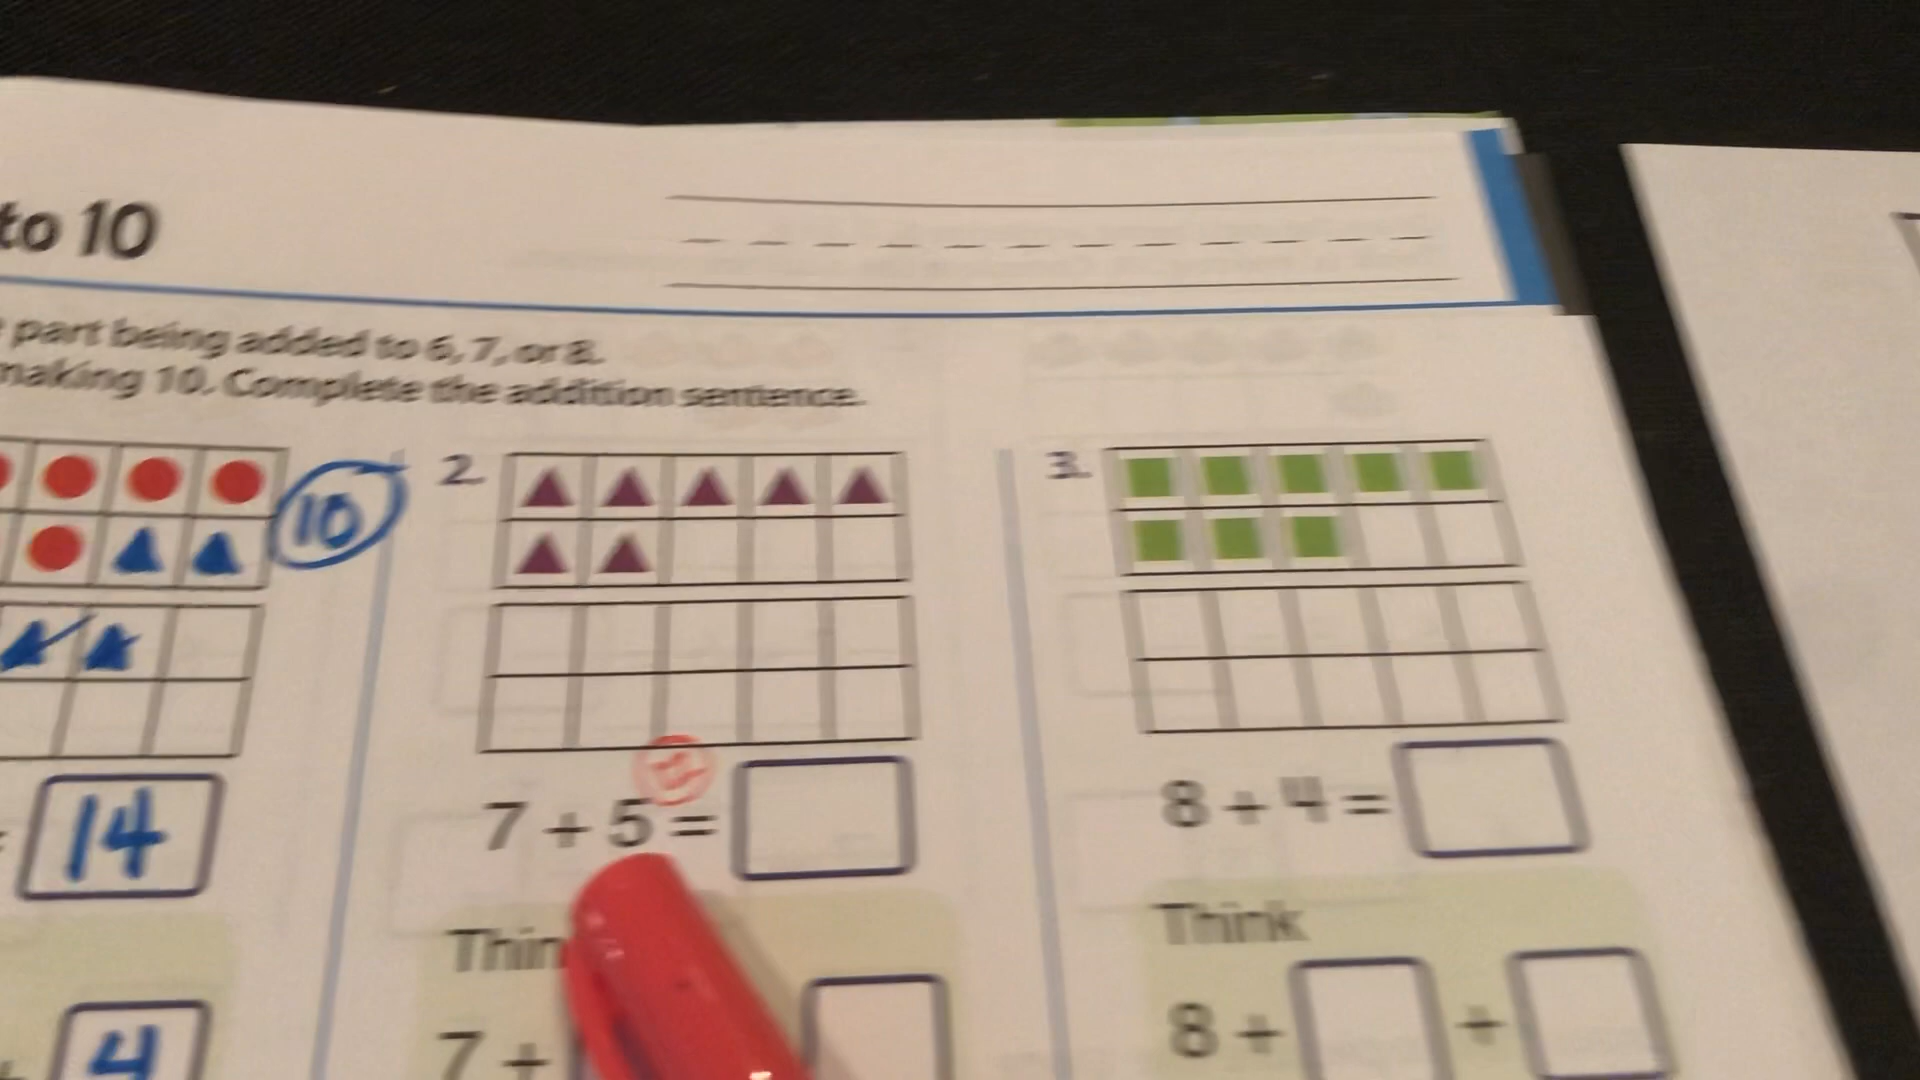 to 10
part being added to 6, 7, or 8.
making 10. Complete the addition sentence.
10
2.
3.
14
7 + 5 =
8 + 4 =
Think
4
7 +
8 + +